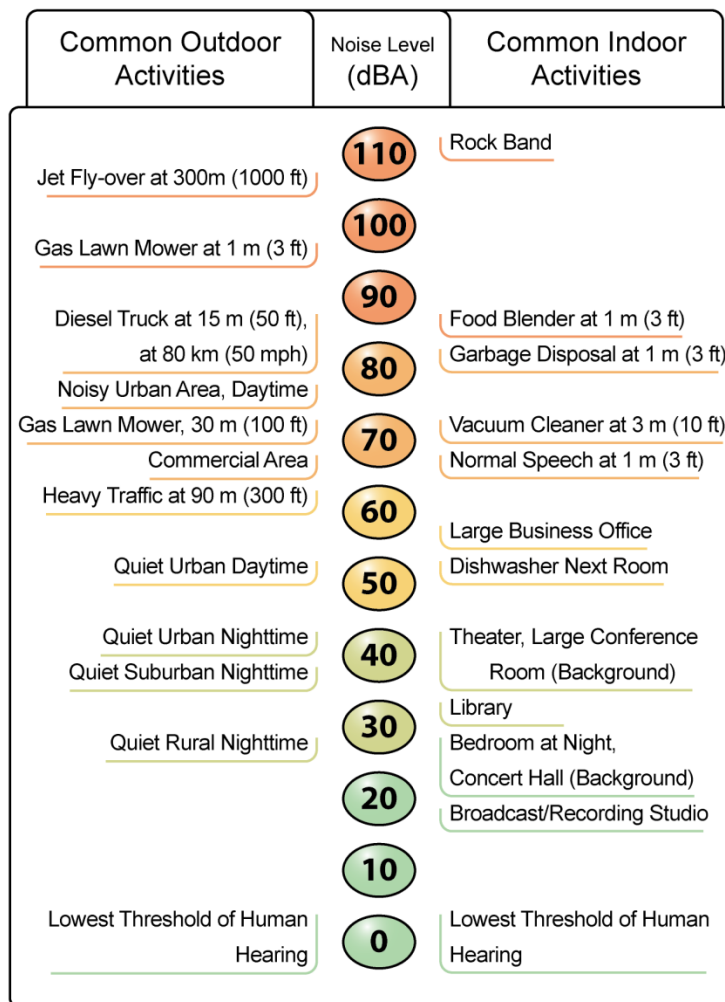 Common Outdoor
Activities
Noise Level
(dBA)
Common Indoor
Activities
110
Rock Band
Jet Fly-over at 300m (1000 ft)
100
Gas Lawn Mower at 1 m (3 ft)
90
Diesel Truck at 15 m (50 ft),
at 80 km (50 mph)
Food Blender at 1 m (3 ft)
80
Garbage Disposal at 1 m (3 ft)
Noisy Urban Area, Daytime
Gas Lawn Mower, 30 m (100 ft)
70
Vacuum Cleaner at 3 m (10 ft)
Commercial Area
Normal Speech at 1 m (3 ft)
Heavy Traffic at 90 m (300 ft)
60
Large Business Office
Quiet Urban Daytime
50
Dishwasher Next Room
Quiet Urban Nighttime
40
Theater, Large Conference
Room (Background)
Quiet Suburban Nighttime
30
Library
Quiet Rural Nighttime
Bedroom at Night,
Concert Hall (Background)
20
Broadcast/Recording Studio
10
Lowest Threshold of Human
Hearing
0
Lowest Threshold of Human
Hearing